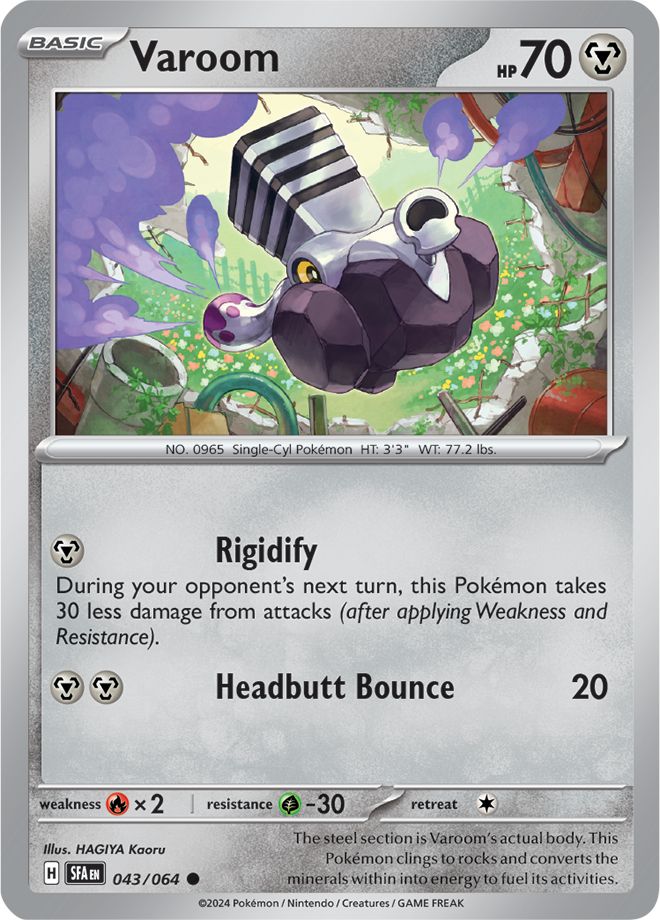 BASIC Varoom HP 70
NO. 0965 Single-Cyl Pokémon HT: 3'3" WT: 77.2 lbs.
Rigidify
During your opponent's next turn, this Pokémon takes
30 less damage from attacks (after applying Weakness and
Resistance).
Headbutt Bounce 20
weakness ×2 resistance -30 retreat
Illus. HAGIYA Kaoru
H SFA EN 043/064
The steel section is Varoom's actual body. This
Pokémon clings to rocks and converts the
minerals within into energy to fuel its activities.
©2024 Pokémon / Nintendo / Creatures / GAME FREAK